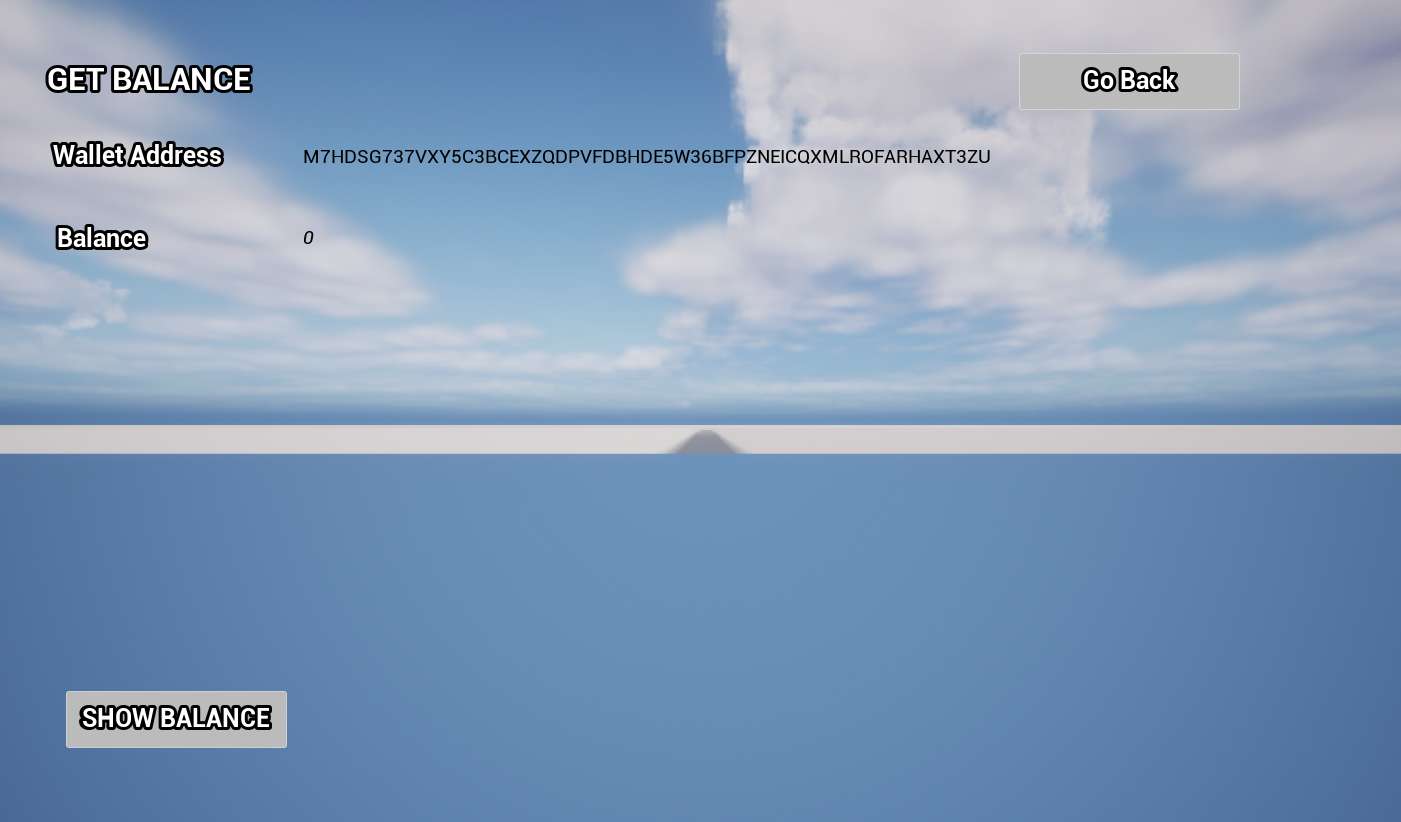 GET BALANCE
Go Back
Wallet Address
M7HDSG737VXY5C3BCEXZQDPVFDBHDE5W36BFPZNEICQXMLROFARHAXT3ZU
Balance
0
SHOW BALANCE